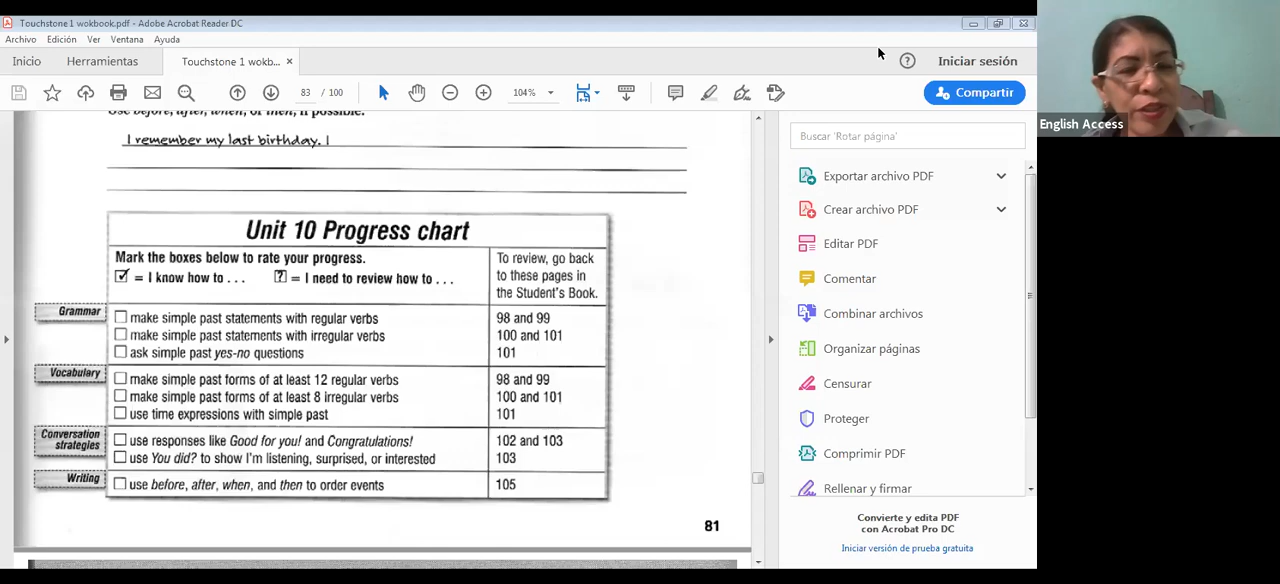 Touchstone 1 wokbook.pdf - Adobe Acrobat Reader DC
Archivo Edición Ver Ventana Ayuda
Inicio Herramientas Touchstone 1 wokb... × Iniciar sesión
83 / 100 104% Compartir
Use before, after, when, or then, if possible.
I remember my last birthday. I
Unit 10 Progress chart
Mark the boxes below to rate your progress.
✓ = I know how to . . . ? = I need to review how to . . .
To review, go back
to these pages in
the Student's Book.
Grammar
make simple past statements with regular verbs 98 and 99
make simple past statements with irregular verbs 100 and 101
ask simple past yes-no questions 101
Vocabulary
make simple past forms of at least 12 regular verbs 98 and 99
make simple past forms of at least 8 irregular verbs 100 and 101
use time expressions with simple past 101
Conversation
strategies
use responses like Good for you! and Congratulations! 102 and 103
use You did? to show I'm listening, surprised, or interested 103
Writing
use before, after, when, and then to order events 105
81
Buscar 'Rotar página'
Exportar archivo PDF
Crear archivo PDF
Editar PDF
Comentar
Combinar archivos
Organizar páginas
Censurar
Proteger
Comprimir PDF
Rellenar y firmar
Convierte y edita PDF
con Acrobat Pro DC
Iniciar versión de prueba gratuita
English Access